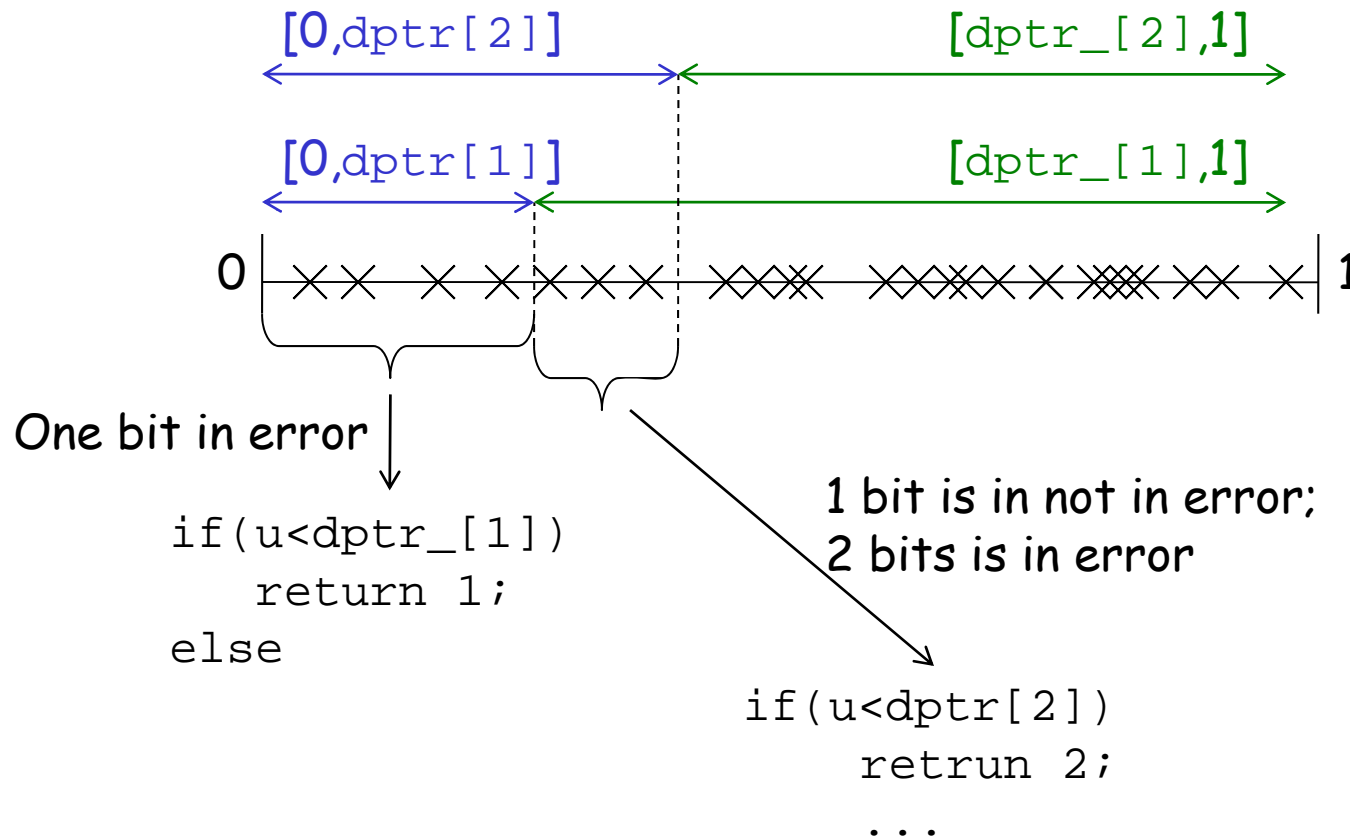 [0,dptr[2]] [dptr_[2],1]
[0,dptr[1]] [dptr_[1],1]
0 1
One bit in error
if(u<dptr_[1])
return 1;
else
1 bit is in not in error;
2 bits is in error
if(u<dptr[2])
retrun 2;
...